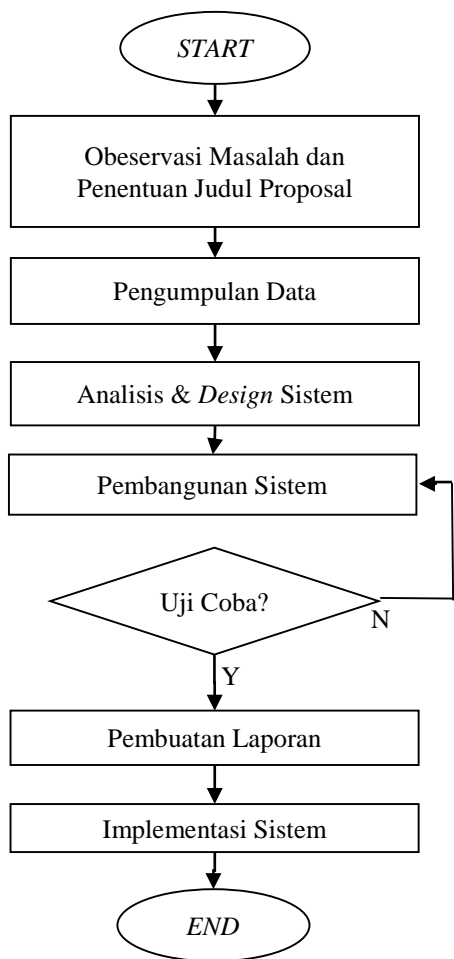 START
Obeservasi Masalah dan
Penentuan Judul Proposal
Pengumpulan Data
Analisis & Design Sistem
Pembangunan Sistem
Uji Coba?
N
Y
Pembuatan Laporan
Implementasi Sistem
END